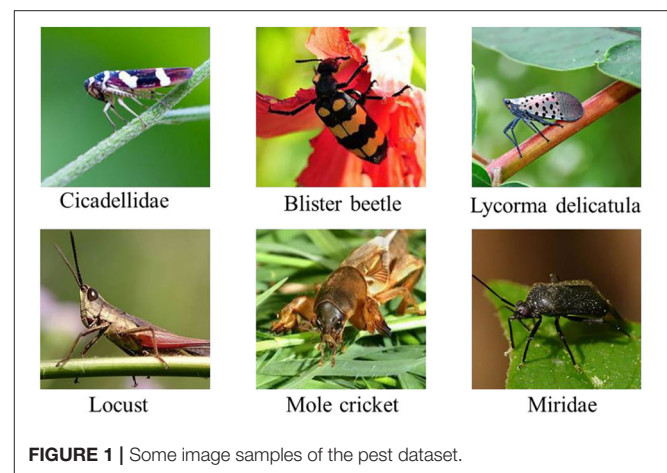 Cicadellidae
Blister beetle
Lycorma delicatula
Locust
Mole cricket
Miridae
FIGURE 1 | Some image samples of the pest dataset.